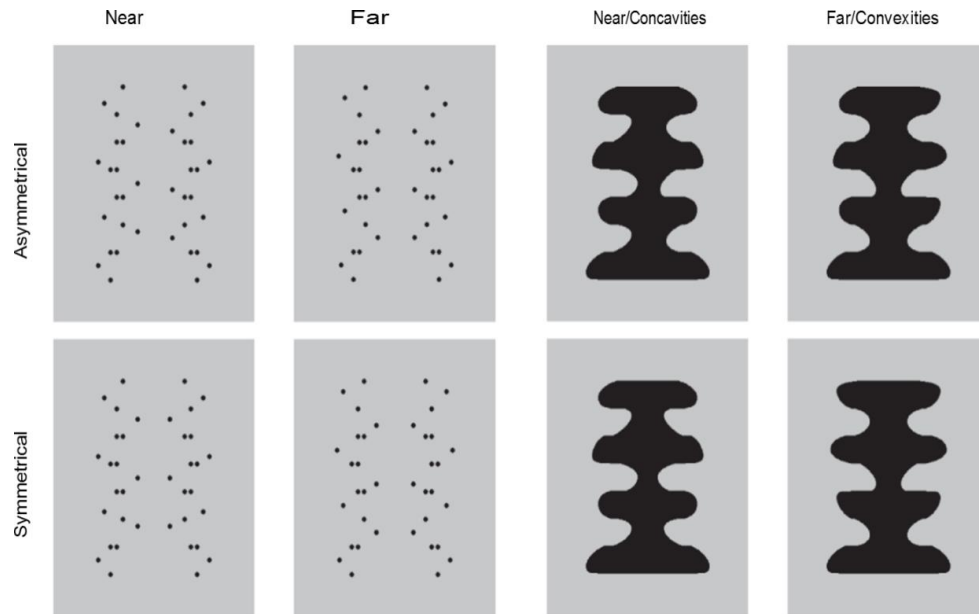 Near
Far
Near/Concavities
Far/Convexities
Asymmetrical
Symmetrical